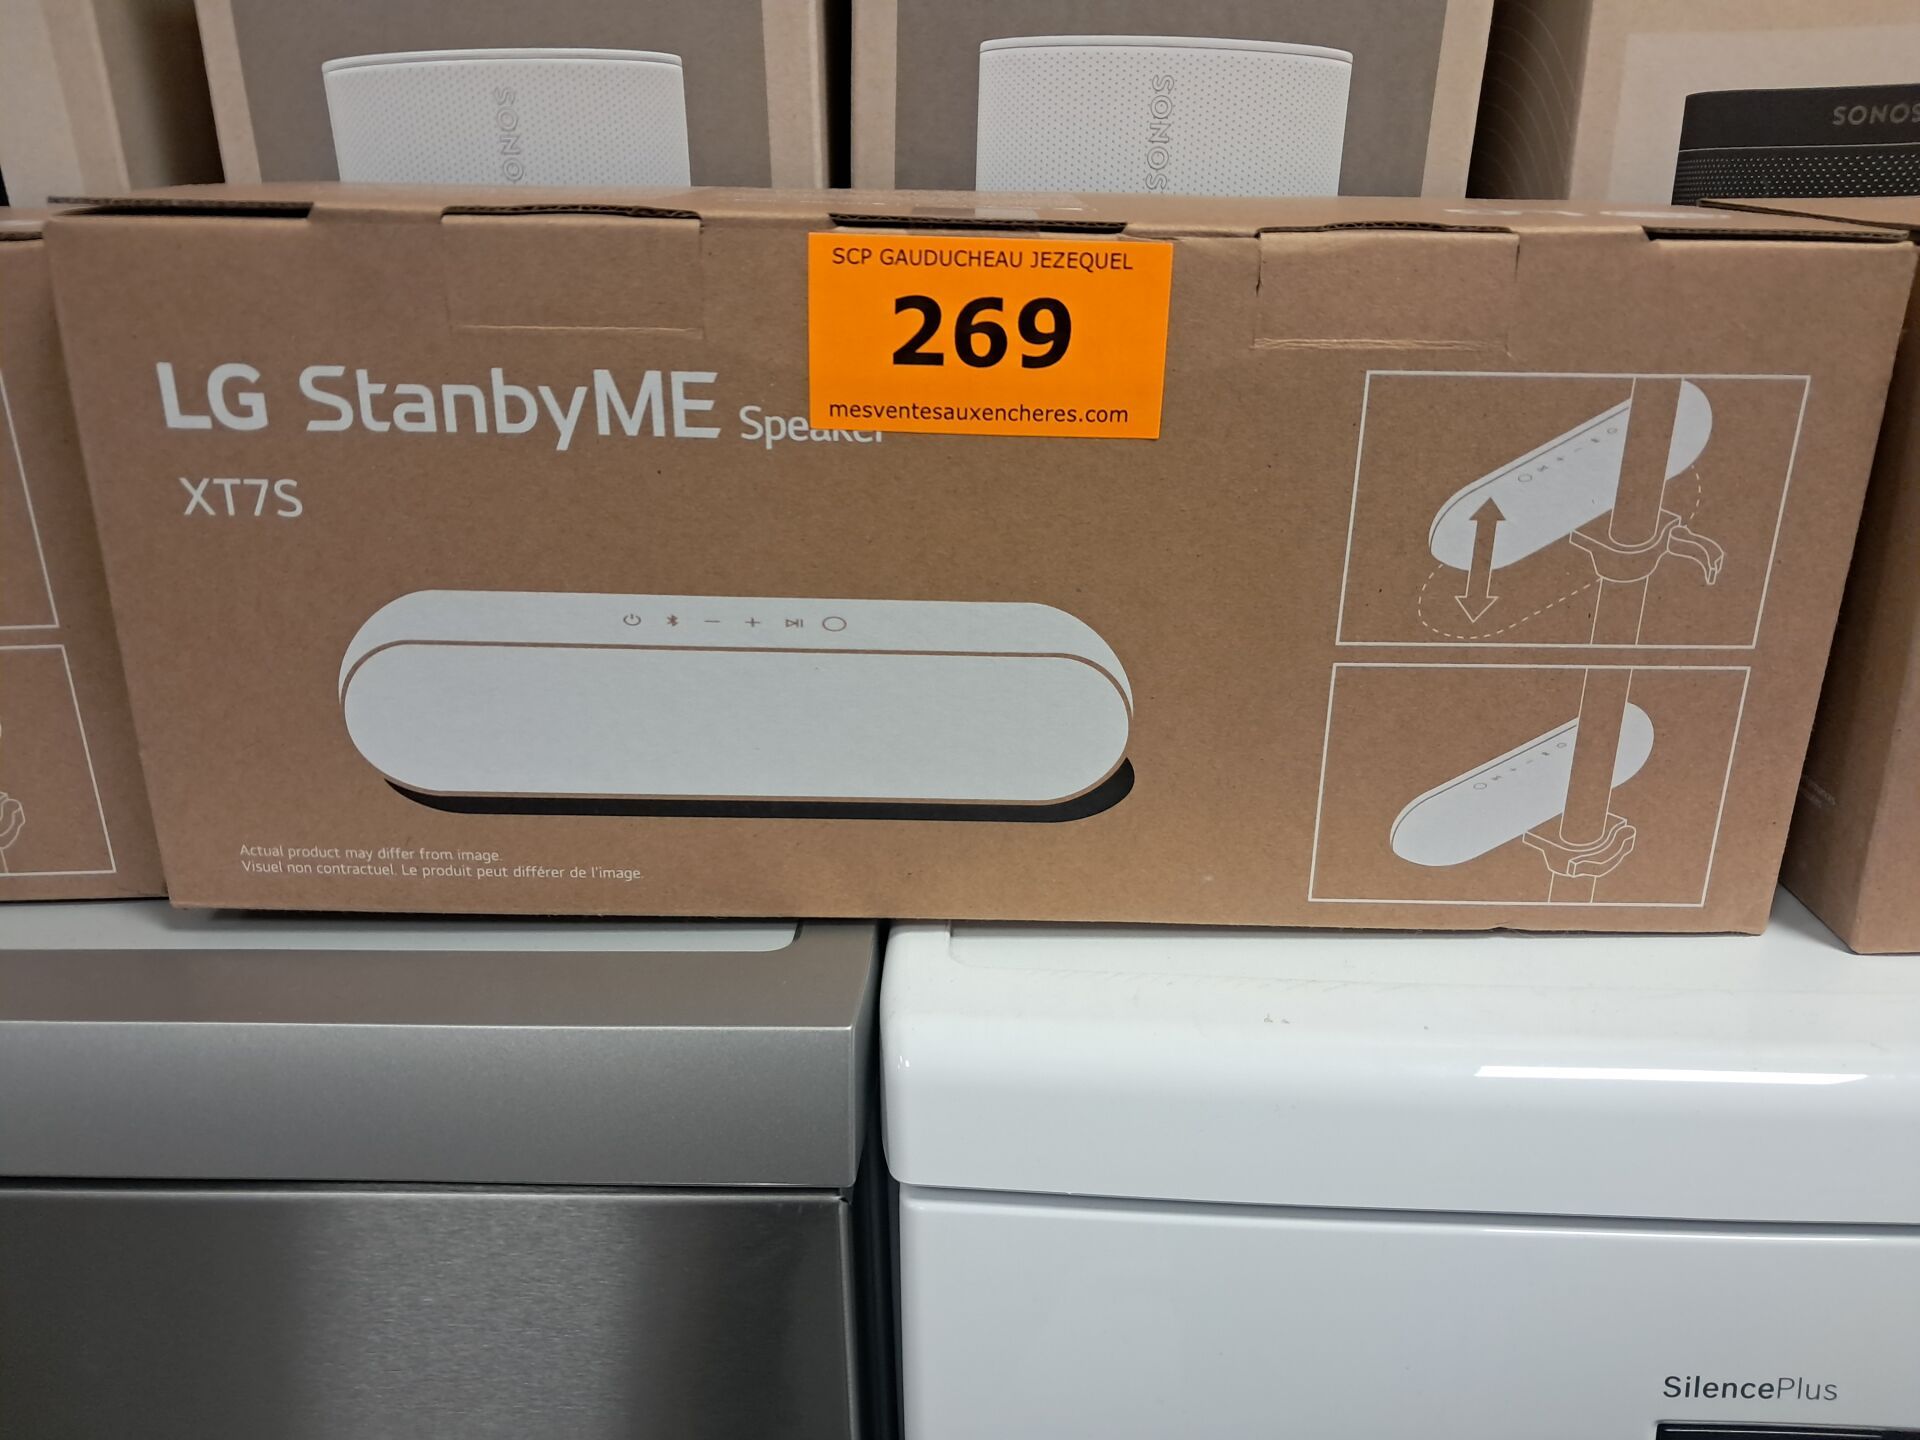 SONOS
SONOS
SONOS
SCP GAUDUCHEAU JEZEQUEL
269
mesventesauxencheres.com
LG StanbyME Speaker
XT7S
Actual product may differ from image.
Visuel non contractuel. Le produit peut différer de l'image.
SilencePlus